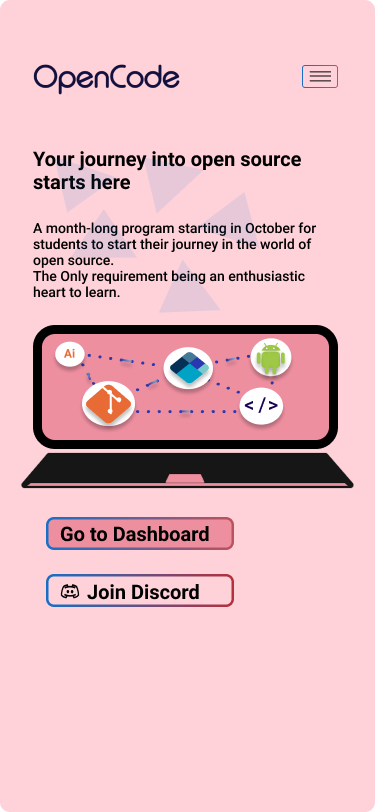 OpenCode
Your journey into open source
starts here
A month-long program starting in October for
students to start their journey in the world of
open source.
The Only requirement being an enthusiastic
heart to learn.
Ai
</>
Go to Dashboard
Join Discord